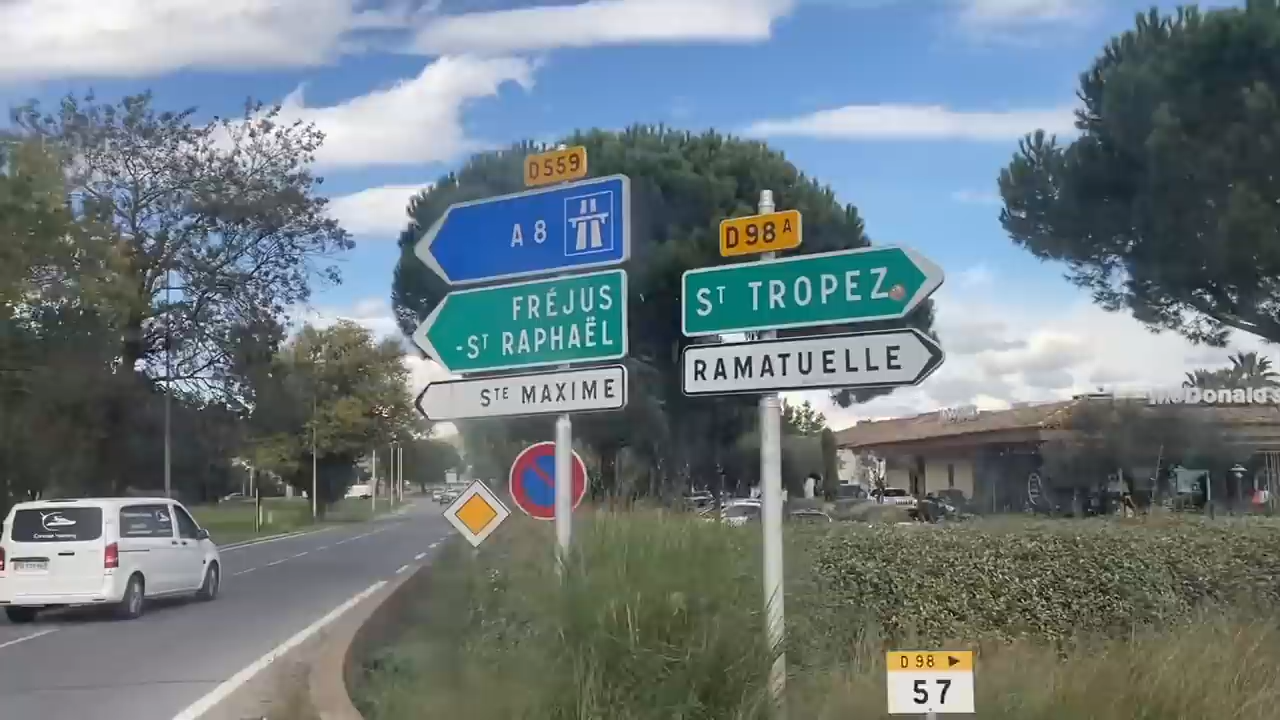 D559
A 8
FRÉJUS
-ST RAPHAËL
STE MAXIME
D98A
ST TROPEZ
RAMATUELLE
McDonald's
D 98
57